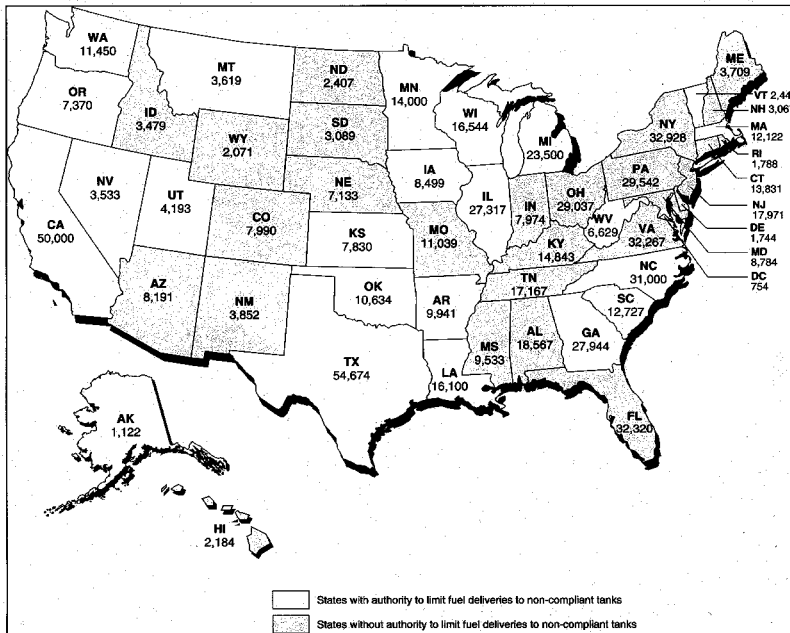 WA
11,450
MT
3,619
ND
2,407
MN
14,000
ME
3,709
OR
7,370
ID
3,479
SD
3,089
WI
16,544
MI
23,500
VT 2,44
NH 3,06
NY
32,928
MA
12,122
WY
2,071
IA
8,499
NE
7,133
PA
29,542
RI
1,788
CT
13,831
NV
3,533
UT
4,193
CO
7,990
IL
27,317
IN
7,974
OH
29,037
NJ
17,971
CA
50,000
KS
7,830
MO
11,039
WV
6,629
VA
32,267
DE
1,744
KY
14,843
MD
8,784
AZ
8,191
NM
3,852
OK
10,634
AR
9,941
TN
17,167
NC
31,000
DC
754
SC
12,727
TX
54,674
LA
16,100
MS
9,533
AL
18,567
GA
27,944
FL
32,320
AK
1,122
HI
2,184
States with authority to limit fuel deliveries to non-compliant tanks
States without authority to limit fuel deliveries to non-compliant tanks